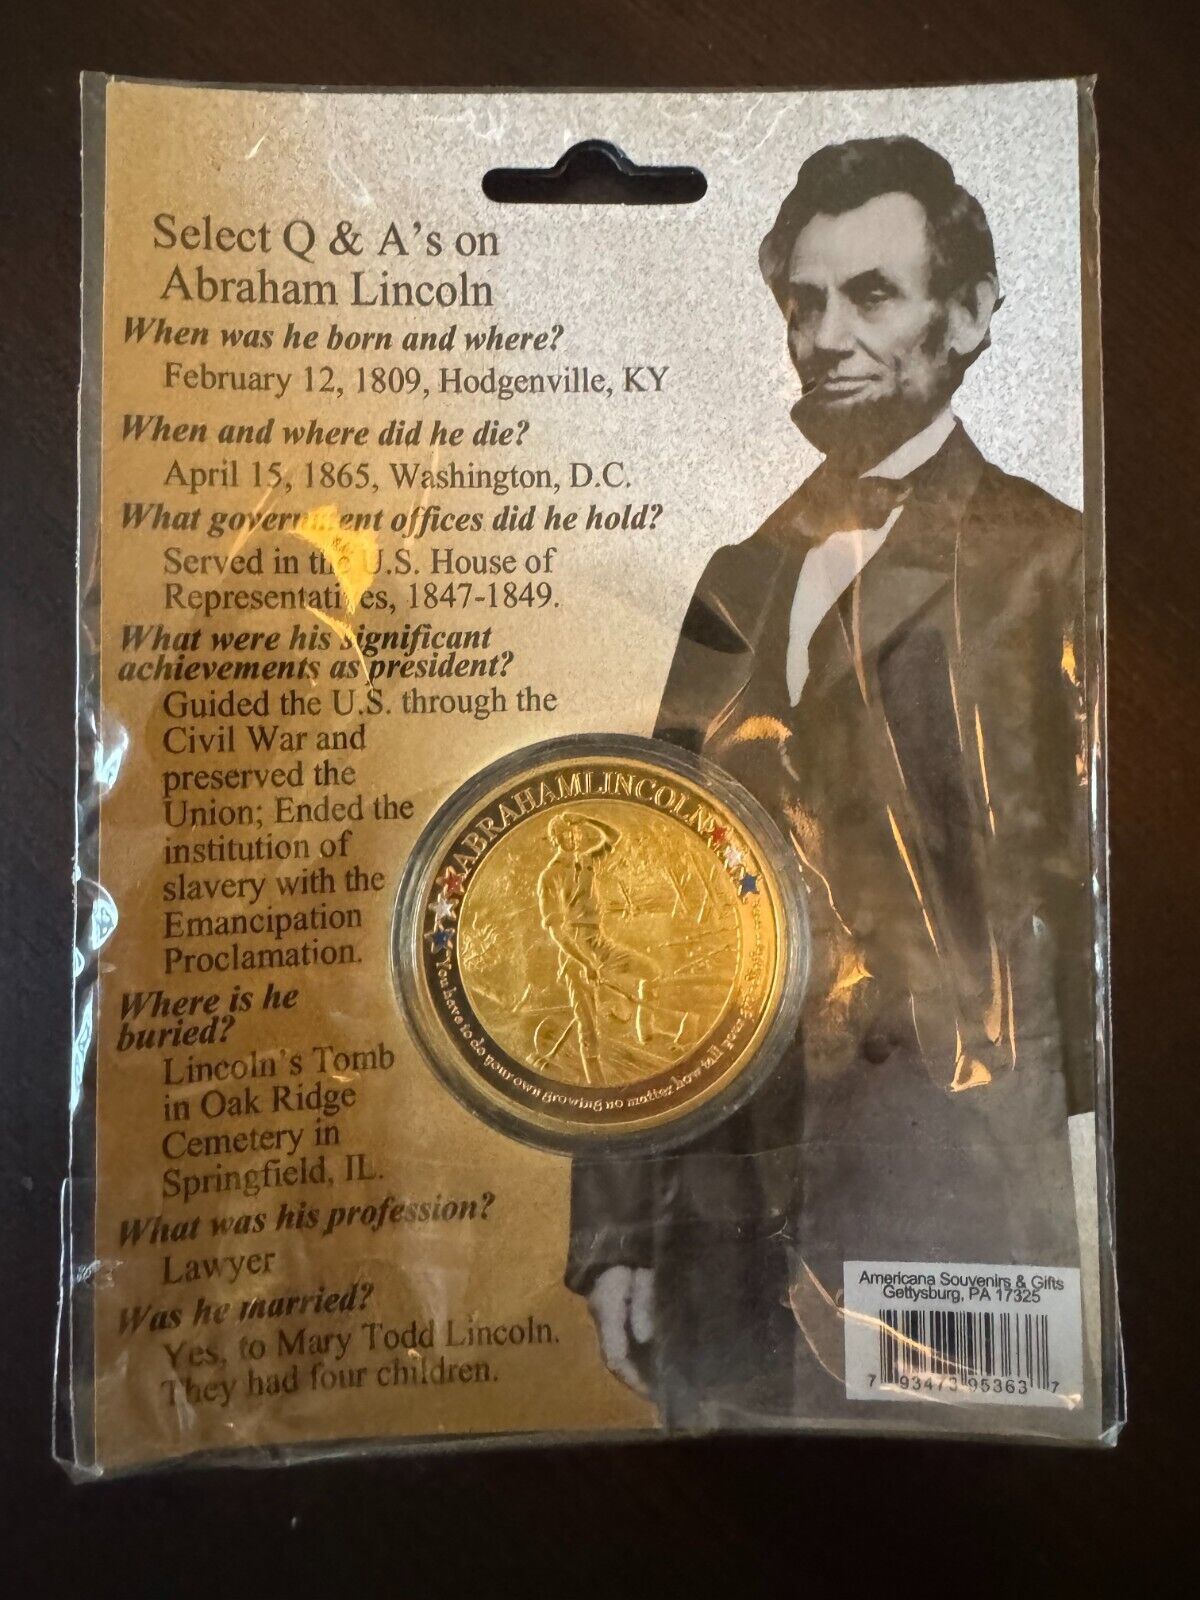 Select Q & A's on
Abraham Lincoln
When was he born and where?
February 12, 1809, Hodgenville, KY
When and where did he die?
April 15, 1865, Washington, D.C.
What government offices did he hold?
Served in the U.S. House of
Representatives, 1847-1849.
What were his significant
achievements as president?
Guided the U.S. through the
Civil War and
preserved the
Union; Ended the
institution of
slavery with the
Emancipation
Proclamation.
Where is he
buried?
Lincoln's Tomb
in Oak Ridge
Cemetery in
Springfield, IL.
What was his profession?
Lawyer
Was he married?
Yes, to Mary Todd Lincoln.
They had four children.
ABRAHAM LINCOLN
You have to do your own growing no matter how tall your
Americana Souvenirs & Gifts
Gettysburg, PA 17325
7 93473 95363 7